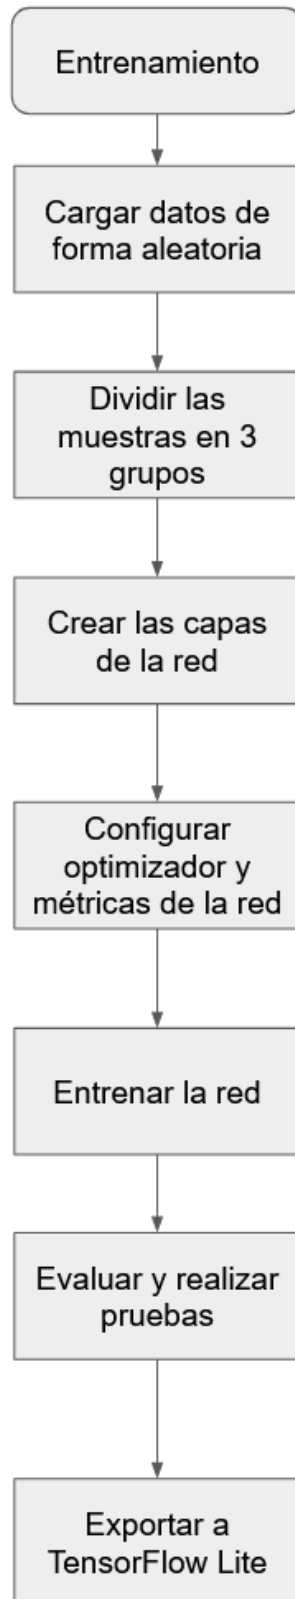 Entrenamiento
Cargar datos de
forma aleatoria
Dividir las
muestras en 3
grupos
Crear las capas
de la red
Configurar
optimizador y
métricas de la red
Entrenar la red
Evaluar y realizar
pruebas
Exportar a
TensorFlow Lite